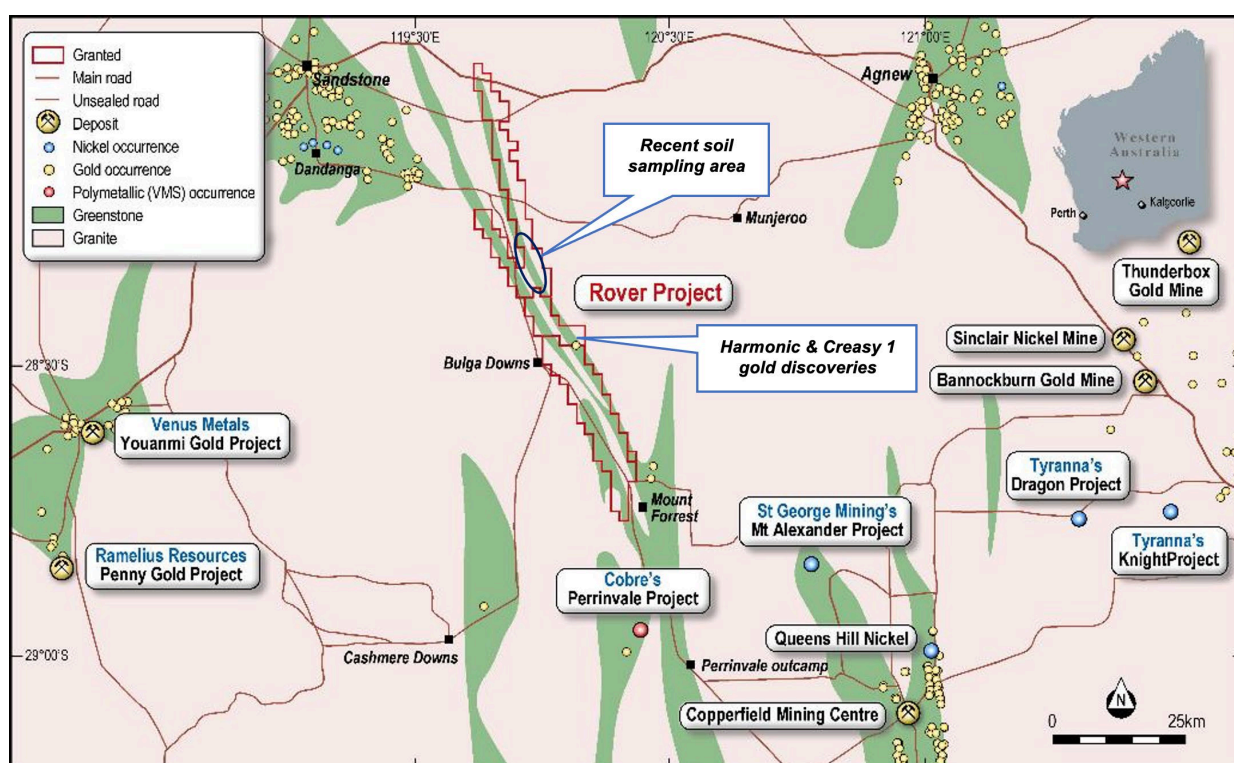 119°30'E
120°30'E
121°00'E
Granted
Main road
Unsealed road
Deposit
Nickel occurrence
Gold occurrence
Polymetallic (VMS) occurrence
Greenstone
Granite
Sandstone
Dandanga
Agnew
Recent soil
sampling area
Munjeroo
Western
Australia
Perth
Kalgoorlie
Thunderbox
Gold Mine
Rover Project
Harmonic & Creasy 1
gold discoveries
Sinclair Nickel Mine
Bannockburn Gold Mine
28°30'S
Bulga Downs
Venus Metals
Youanmi Gold Project
Mount
Forrest
St George Mining's
Mt Alexander Project
Tyranna's
Dragon Project
Tyranna's
KnightProject
Ramelius Resources
Penny Gold Project
Cobre's
Perrinvale Project
Queens Hill Nickel
29°00'S
Cashmere Downs
Perrinvale outcamp
Copperfield Mining Centre
N
0
25km